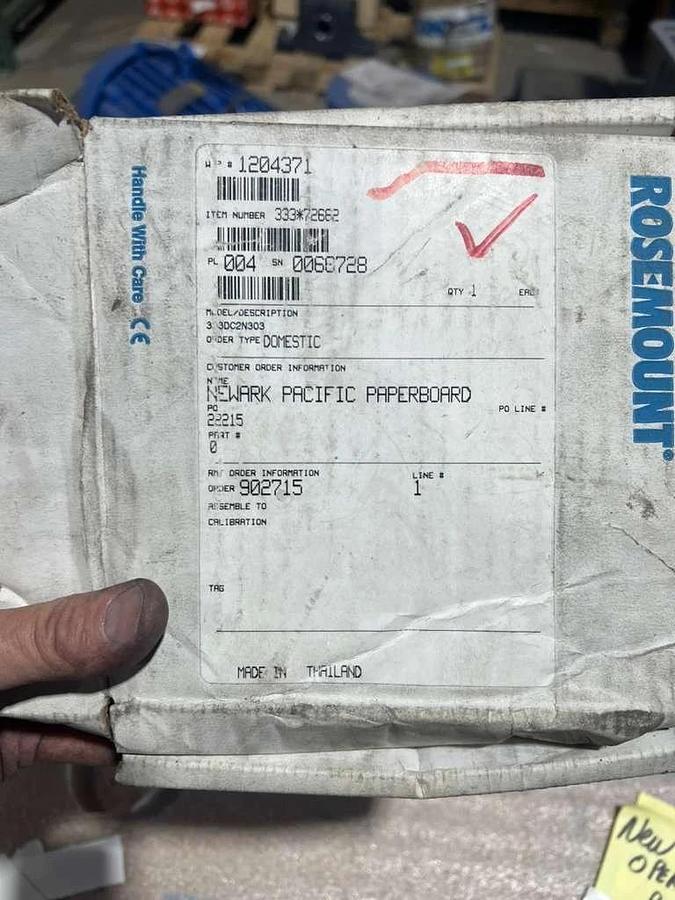 1204371
ITEM NUMBER 333*72662
PL 004 SN 0068728
QTY 1
MODEL/DESCRIPTION
333DC2N303
ORDER TYPE DOMESTIC
CUSTOMER ORDER INFORMATION
NAME
NEWARK PACIFIC PAPERBOARD
PO
PO LINE #
22215
PART #
0
RMT ORDER INFORMATION
LINE #
ORDER 902715
1
ASSEMBLE TO
CALIBRATION
TAG
MADE IN THAILAND
Handle With Care CE
ROSEMOUNT®
New